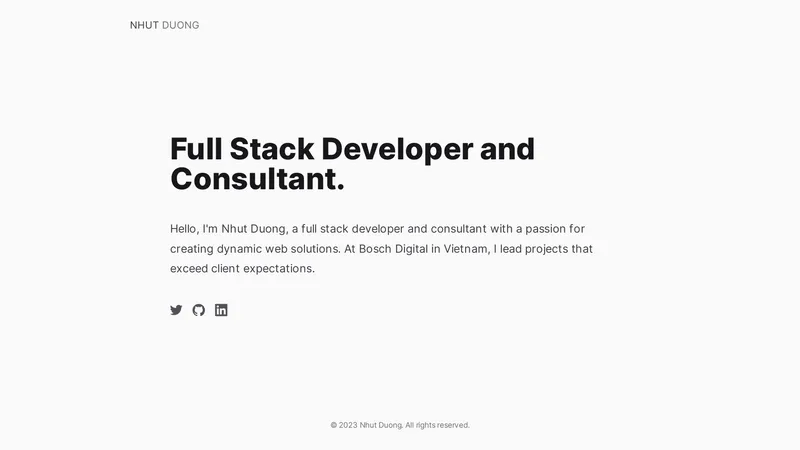 NHUT DUONG
Full Stack Developer and
Consultant.
Hello, I'm Nhut Duong, a full stack developer and consultant with a passion for
creating dynamic web solutions. At Bosch Digital in Vietnam, I lead projects that
exceed client expectations.
© 2023 Nhut Duong. All rights reserved.